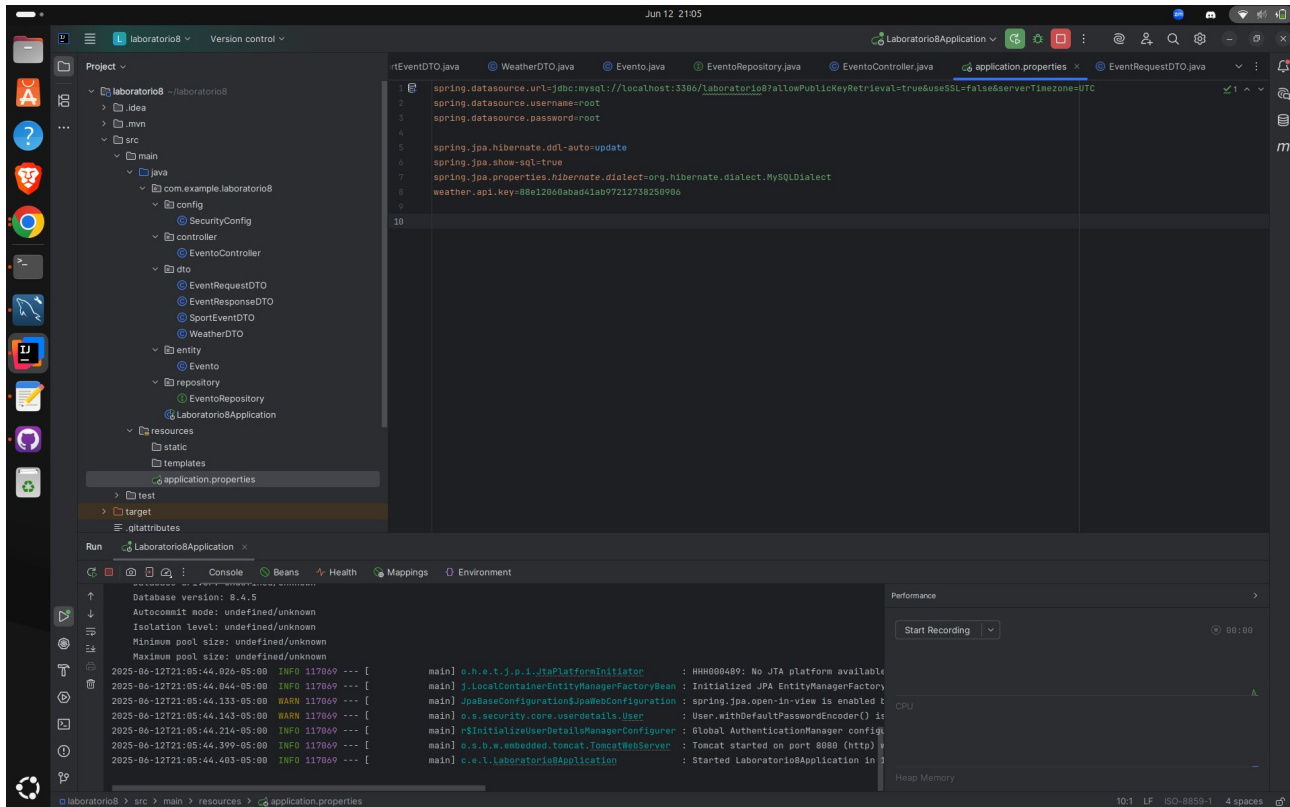 Jun 12 21:05
laboratorio8
Version control
Laboratorio8Application
Project
rtEventDTO.java
WeatherDTO.java
Evento.java
EventoRepository.java
EventoController.java
application.properties
EventRequestDTO.java
laboratorio8 ~/laboratorio8
.idea
.mvn
src
main
java
com.example.laboratorio8
config
SecurityConfig
controller
EventoController
dto
EventRequestDTO
EventResponseDTO
SportEventDTO
WeatherDTO
entity
Evento
repository
EventoRepository
Laboratorio8Application
resources
static
templates
application.properties
test
target
.gitattributes
1 spring.datasource.url=jdbc:mysql://localhost:3306/laboratorio8?allowPublicKeyRetrieval=true&useSSL=false&serverTimezone=UTC
2 spring.datasource.username=root
3 spring.datasource.password=root
4
5 spring.jpa.hibernate.ddl-auto=update
6 spring.jpa.show-sql=true
7 spring.jpa.properties.hibernate.dialect=org.hibernate.dialect.MySQLDialect
8 weather.api.key=88e12060abad41ab97212738250906
9
10
1
Run Laboratorio8Application
Console Beans Health Mappings Environment
Database version: 8.4.5
Autocommit mode: undefined/unknown
Isolation level: undefined/unknown
Minimum pool size: undefined/unknown
Maximum pool size: undefined/unknown
2025-06-12T21:05:44.026-05:00 INFO 117069 --- [ main] o.h.e.t.j.p.i.JtaPlatformInitiator : HHH000489: No JTA platform available
2025-06-12T21:05:44.044-05:00 INFO 117069 --- [ main] j.LocalContainerEntityManagerFactoryBean : Initialized JPA EntityManagerFactory
2025-06-12T21:05:44.133-05:00 WARN 117069 --- [ main] JpaBaseConfiguration$JpaWebConfiguration : spring.jpa.open-in-view is enabled b
2025-06-12T21:05:44.143-05:00 WARN 117069 --- [ main] o.s.security.core.userdetails.User : User.withDefaultPasswordEncoder() is
2025-06-12T21:05:44.214-05:00 INFO 117069 --- [ main] r$InitializeUserDetailsManagerConfigurer : Global AuthenticationManager config
2025-06-12T21:05:44.399-05:00 INFO 117069 --- [ main] o.s.b.w.embedded.tomcat.TomcatWebServer : Tomcat started on port 8080 (http) w
2025-06-12T21:05:44.403-05:00 INFO 117069 --- [ main] c.e.l.Laboratorio8Application : Started Laboratorio8Application in
Performance
Start Recording
00:00
CPU
Heap Memory
laboratorio8 > src > main > resources > application.properties
10:1 LF ISO-8859-1 4 spaces